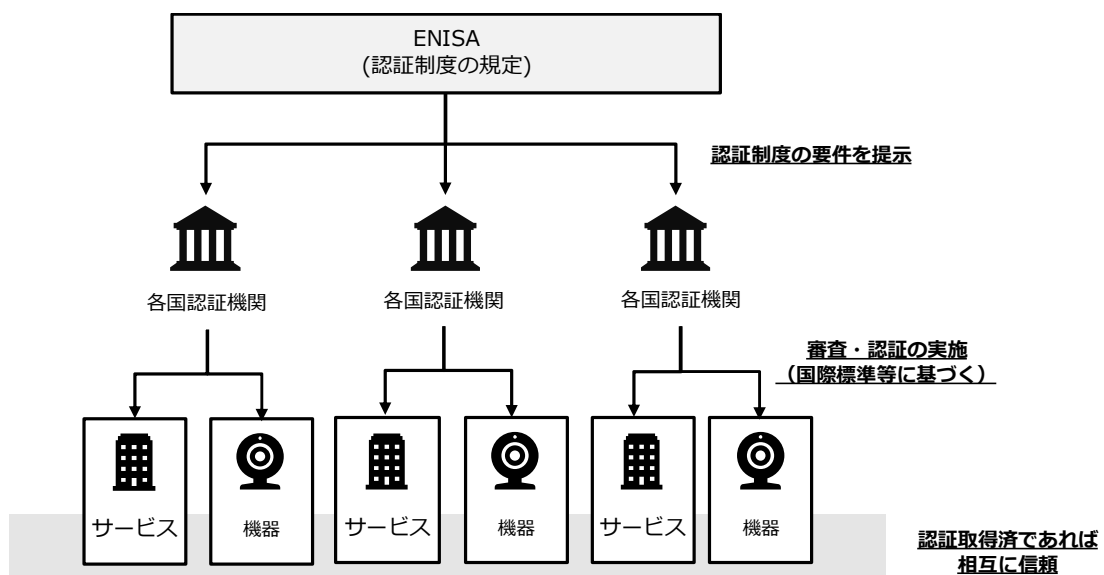 ENISA
(認証制度の規定)
認証制度の要件を提示
各国認証機関
各国認証機関
各国認証機関
審査・認証の実施
（国際標準等に基づく）
サービス
機器
サービス
機器
サービス
機器
認証取得済であれば
相互に信頼